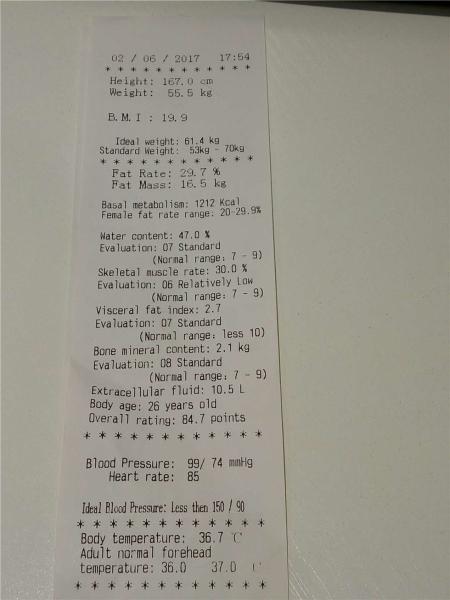 02 / 06 / 2017 17:54
* * * * * * * * * * * *
Height: 167.0 cm
Weight: 55.5 kg
B.M.I : 19.9
Ideal weight: 61.4 kg
Standard Weight: 53kg - 70kg
* * * * * * * * * * * *
Fat Rate: 29.7 %
Fat Mass: 16.5 kg
Basal metabolism: 1212 Kcal
Female fat rate range: 20-29.9%
Water content: 47.0 %
Evaluation: 07 Standard
(Normal range: 7 - 9)
Skeletal muscle rate: 30.0 %
Evaluation: 06 Relatively Low
(Normal range: 7 - 9)
Visceral fat index: 2.7
Evaluation: 07 Standard
(Normal range: less 10)
Bone mineral content: 2.1 kg
Evaluation: 08 Standard
(Normal range: 7 - 9)
Extracellular fluid: 10.5 L
Body age: 26 years old
Overall rating: 84.7 points
* * * * * * * * * * * *
Blood Pressure: 99/ 74 mmHg
Heart rate: 85
Ideal Blood Pressure: Less then 150 / 90
* * * * * * * * * * * *
Body temperature: 36.7 ℃
Adult normal forehead
temperature: 36.0 37.0 ℃
* * * * * * * * * * * *